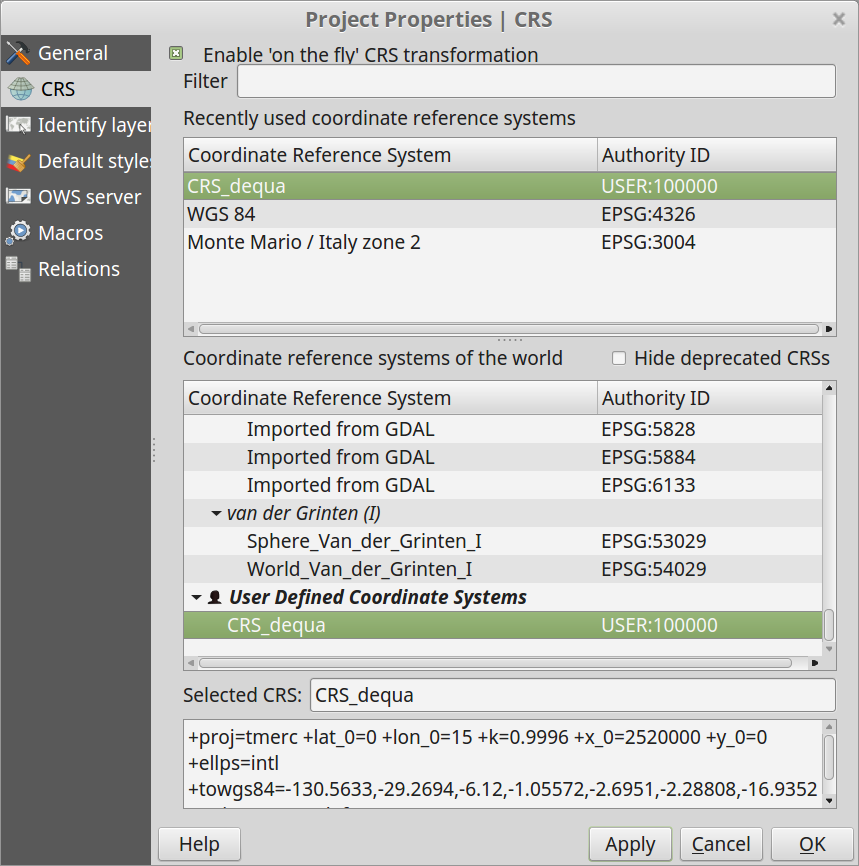 Project Properties | CRS
General
CRS
Identify layer
Default styles
OWS server
Macros
Relations
Enable 'on the fly' CRS transformation
Filter
Recently used coordinate reference systems
Coordinate Reference System Authority ID
CRS_dequa USER:100000
WGS 84 EPSG:4326
Monte Mario / Italy zone 2 EPSG:3004
Coordinate reference systems of the world Hide deprecated CRSs
Coordinate Reference System Authority ID
Imported from GDAL EPSG:5828
Imported from GDAL EPSG:5884
Imported from GDAL EPSG:6133
van der Grinten (I)
Sphere_Van_der_Grinten_I EPSG:53029
World_Van_der_Grinten_I EPSG:54029
User Defined Coordinate Systems
CRS_dequa USER:100000
Selected CRS: CRS_dequa
+proj=tmerc +lat_0=0 +lon_0=15 +k=0.9996 +x_0=2520000 +y_0=0
+ellps=intl
+towgs84=-130.5633,-29.2694,-6.12,-1.05572,-2.6951,-2.28808,-16.9352
Help Apply Cancel OK